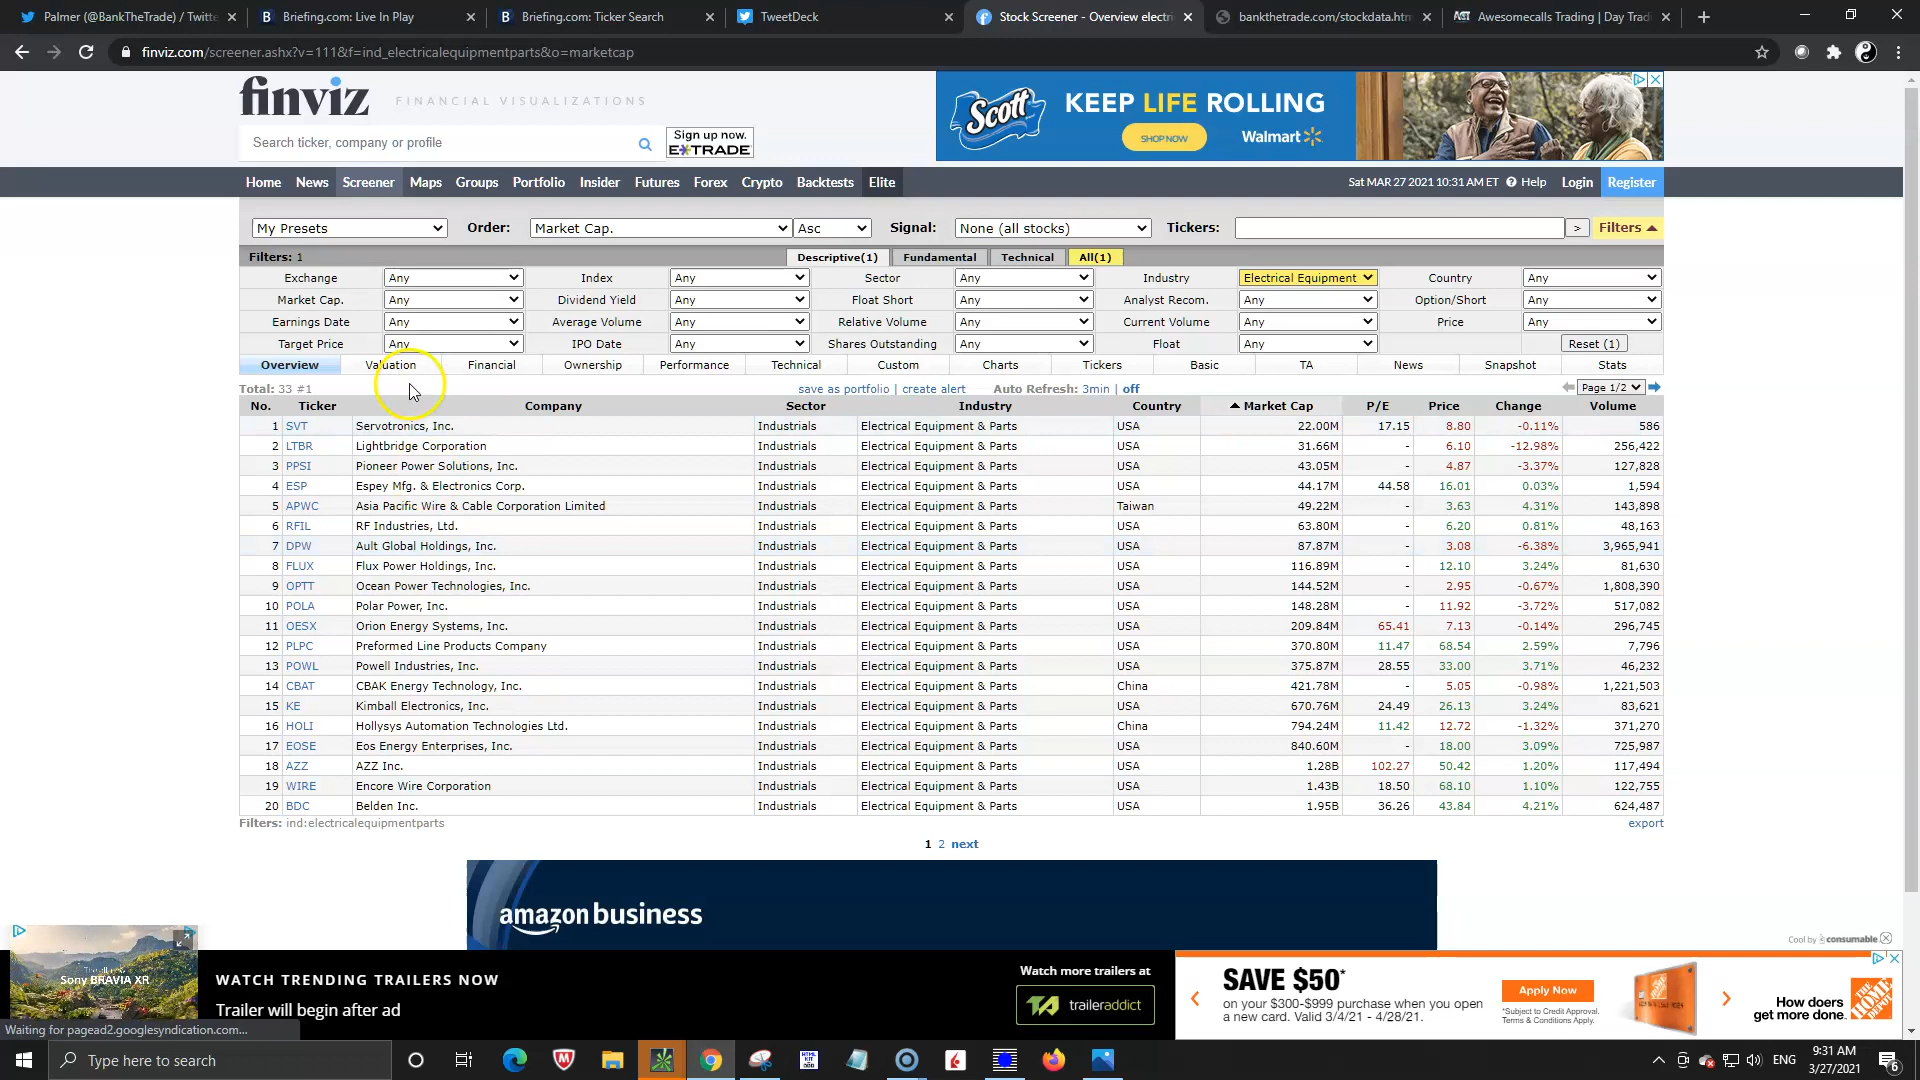 Palmer (@BankTheTrade) / Twitte
Briefing.com: Live In Play
Briefing.com: Ticker Search
TweetDeck
Stock Screener - Overview electri
bankthetrade.com/stockdata.htm
Awesomecalls Trading | Day Trad
finviz.com/screener.ashx?v=111&f=ind_electricalequipmentparts&o=marketcap
finviz FINANCIAL VISUALIZATIONS
Scott KEEP LIFE ROLLING
SHOP NOW Walmart
Search ticker, company or profile
Sign up now.
E*TRADE
Home News Screener Maps Groups Portfolio Insider Futures Forex Crypto Backtests Elite
Sat MAR 27 2021 10:31 AM ET Help Login Register
My Presets Order: Market Cap. Asc Signal: None (all stocks) Tickers: > Filters
Filters: 1 Descriptive(1) Fundamental Technical All(1)
Exchange Any Index Any Sector Any Industry Electrical Equipment Country Any
Market Cap. Any Dividend Yield Any Float Short Any Analyst Recom. Any Option/Short Any
Earnings Date Any Average Volume Any Relative Volume Any Current Volume Any Price Any
Target Price Any IPO Date Any Shares Outstanding Any Float Any Reset (1)
Overview Valuation Financial Ownership Performance Technical Custom Charts Tickers Basic TA News Snapshot Stats
Total: 33 #1 save as portfolio | create alert Auto Refresh: 3min | off Page 1/2
No. Ticker Company Sector Industry Country Market Cap P/E Price Change Volume
1 SVT Servotronics, Inc. Industrials Electrical Equipment & Parts USA 22.00M 17.15 8.80 -0.11% 586
2 LTBR Lightbridge Corporation Industrials Electrical Equipment & Parts USA 31.66M - 6.10 -12.98% 256,422
3 PPSI Pioneer Power Solutions, Inc. Industrials Electrical Equipment & Parts USA 43.05M - 4.87 -3.37% 127,828
4 ESP Espey Mfg. & Electronics Corp. Industrials Electrical Equipment & Parts USA 44.17M 44.58 16.01 0.03% 1,594
5 APWC Asia Pacific Wire & Cable Corporation Limited Industrials Electrical Equipment & Parts Taiwan 49.22M - 3.63 4.31% 143,898
6 RFIL RF Industries, Ltd. Industrials Electrical Equipment & Parts USA 63.80M - 6.20 0.81% 48,163
7 DPW Ault Global Holdings, Inc. Industrials Electrical Equipment & Parts USA 87.87M - 3.08 -6.38% 3,965,941
8 FLUX Flux Power Holdings, Inc. Industrials Electrical Equipment & Parts USA 116.89M - 12.10 3.24% 81,630
9 OPTT Ocean Power Technologies, Inc. Industrials Electrical Equipment & Parts USA 144.52M - 2.95 -0.67% 1,808,390
10 POLA Polar Power, Inc. Industrials Electrical Equipment & Parts USA 148.28M - 11.92 -3.72% 517,082
11 OESX Orion Energy Systems, Inc. Industrials Electrical Equipment & Parts USA 209.84M 65.41 7.13 -0.14% 296,745
12 PLPC Preformed Line Products Company Industrials Electrical Equipment & Parts USA 370.80M 11.47 68.54 2.59% 7,796
13 POWL Powell Industries, Inc. Industrials Electrical Equipment & Parts USA 375.87M 28.55 33.00 3.71% 46,232
14 CBAT CBAK Energy Technology, Inc. Industrials Electrical Equipment & Parts China 421.78M - 5.05 -0.98% 1,221,503
15 KE Kimball Electronics, Inc. Industrials Electrical Equipment & Parts USA 670.76M 24.49 26.13 3.24% 83,621
16 HOLI Hollysys Automation Technologies Ltd. Industrials Electrical Equipment & Parts China 794.24M 11.42 12.72 -1.32% 371,270
17 EOSE Eos Energy Enterprises, Inc. Industrials Electrical Equipment & Parts USA 840.60M - 18.00 3.09% 725,987
18 AZZ AZZ Inc. Industrials Electrical Equipment & Parts USA 1.28B 102.27 50.42 1.20% 117,494
19 WIRE Encore Wire Corporation Industrials Electrical Equipment & Parts USA 1.43B 18.50 68.10 1.10% 122,755
20 BDC Belden Inc. Industrials Electrical Equipment & Parts USA 1.95B 36.26 43.84 4.21% 624,487
Filters: ind:electricalequipmentparts export
1 2 next
amazon business
Cool by consumable
Sony BRAVIA XR
WATCH TRENDING TRAILERS NOW
Trailer will begin after ad
Watch more trailers at
traileraddict
SAVE $50*
on your $300-$999 purchase when you open
a new card. Valid 3/4/21 - 4/28/21.
Apply Now
*Subject to Credit Approval.
Terms & Conditions Apply.
How doers
get more done.
THE HOME DEPOT
Waiting for pagead2.googlesyndication.com...
Type here to search
ENG
9:31 AM
3/27/2021
6